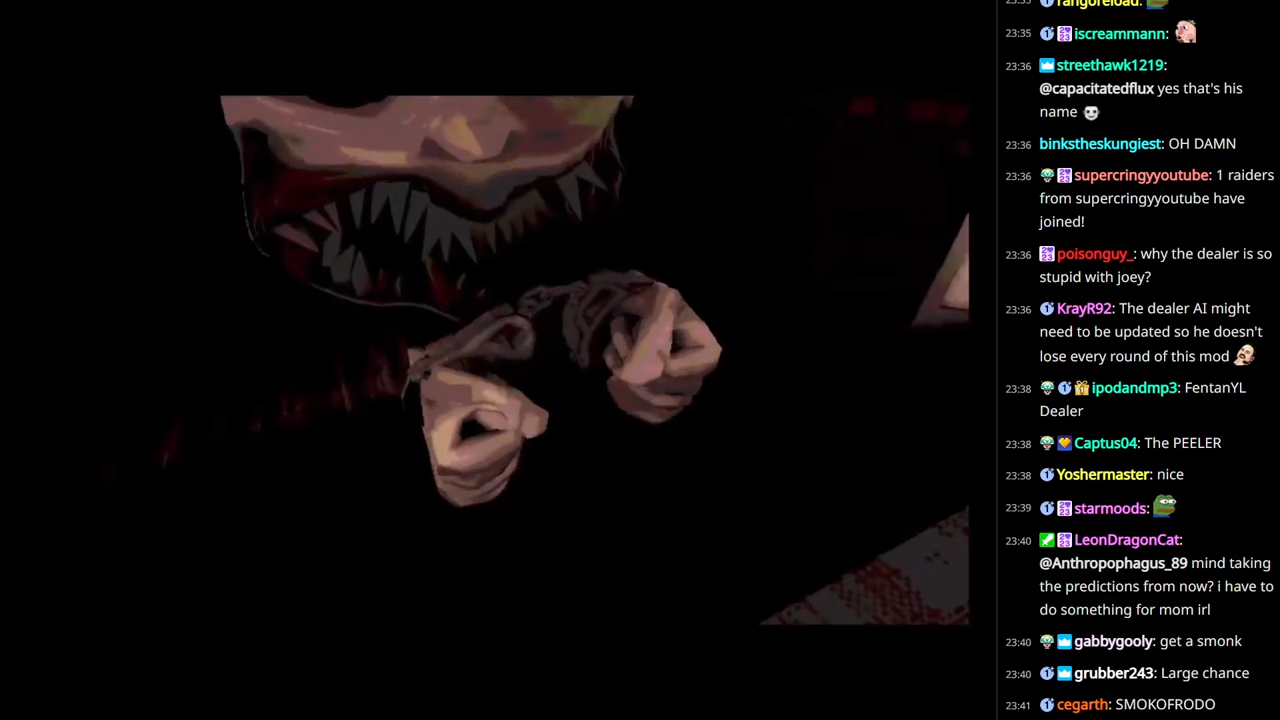 23:35 rangoreload:
23:35 iscreammann:
23:36 streethawk1219:
@capacitatedflux yes that's his
name
23:36 binkstheskungiest: OH DAMN
23:36 supercringyyoutube: 1 raiders
from supercringyyoutube have
joined!
23:36 poisonguy_: why the dealer is so
stupid with joey?
23:36 KrayR92: The dealer AI might
need to be updated so he doesn't
lose every round of this mod
23:38 ipodandmp3: FentanYL
Dealer
23:38 Captus04: The PEELER
23:38 Yoshermaster: nice
23:39 starmoods:
23:40 LeonDragonCat:
@Anthropophagus_89 mind taking
the predictions from now? i have to
do something for mom irl
23:40 gabbygooly: get a smonk
23:40 grubber243: Large chance
23:41 cegarth: SMOKOFRODO